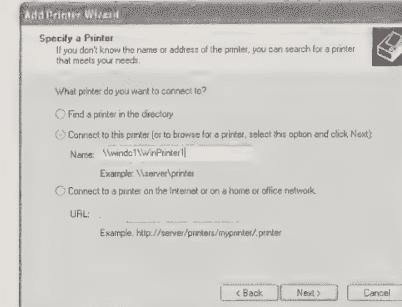 Add Printer Wizard
Specify a Printer
If you don't know the name or address of the printer, you can search for a printer
that meets your needs.
What printer do you want to connect to?
Find a printer in the directory
Connect to this printer (or to browse for a printer, select this option and click Next):
Name: \\windc1\WinPrinter1
Example: \\server\printer
Connect to a printer on the Internet or on a home or office network.
URL:
Example. http://server/printers/myprinter/.printer
< Back Next > Cancel